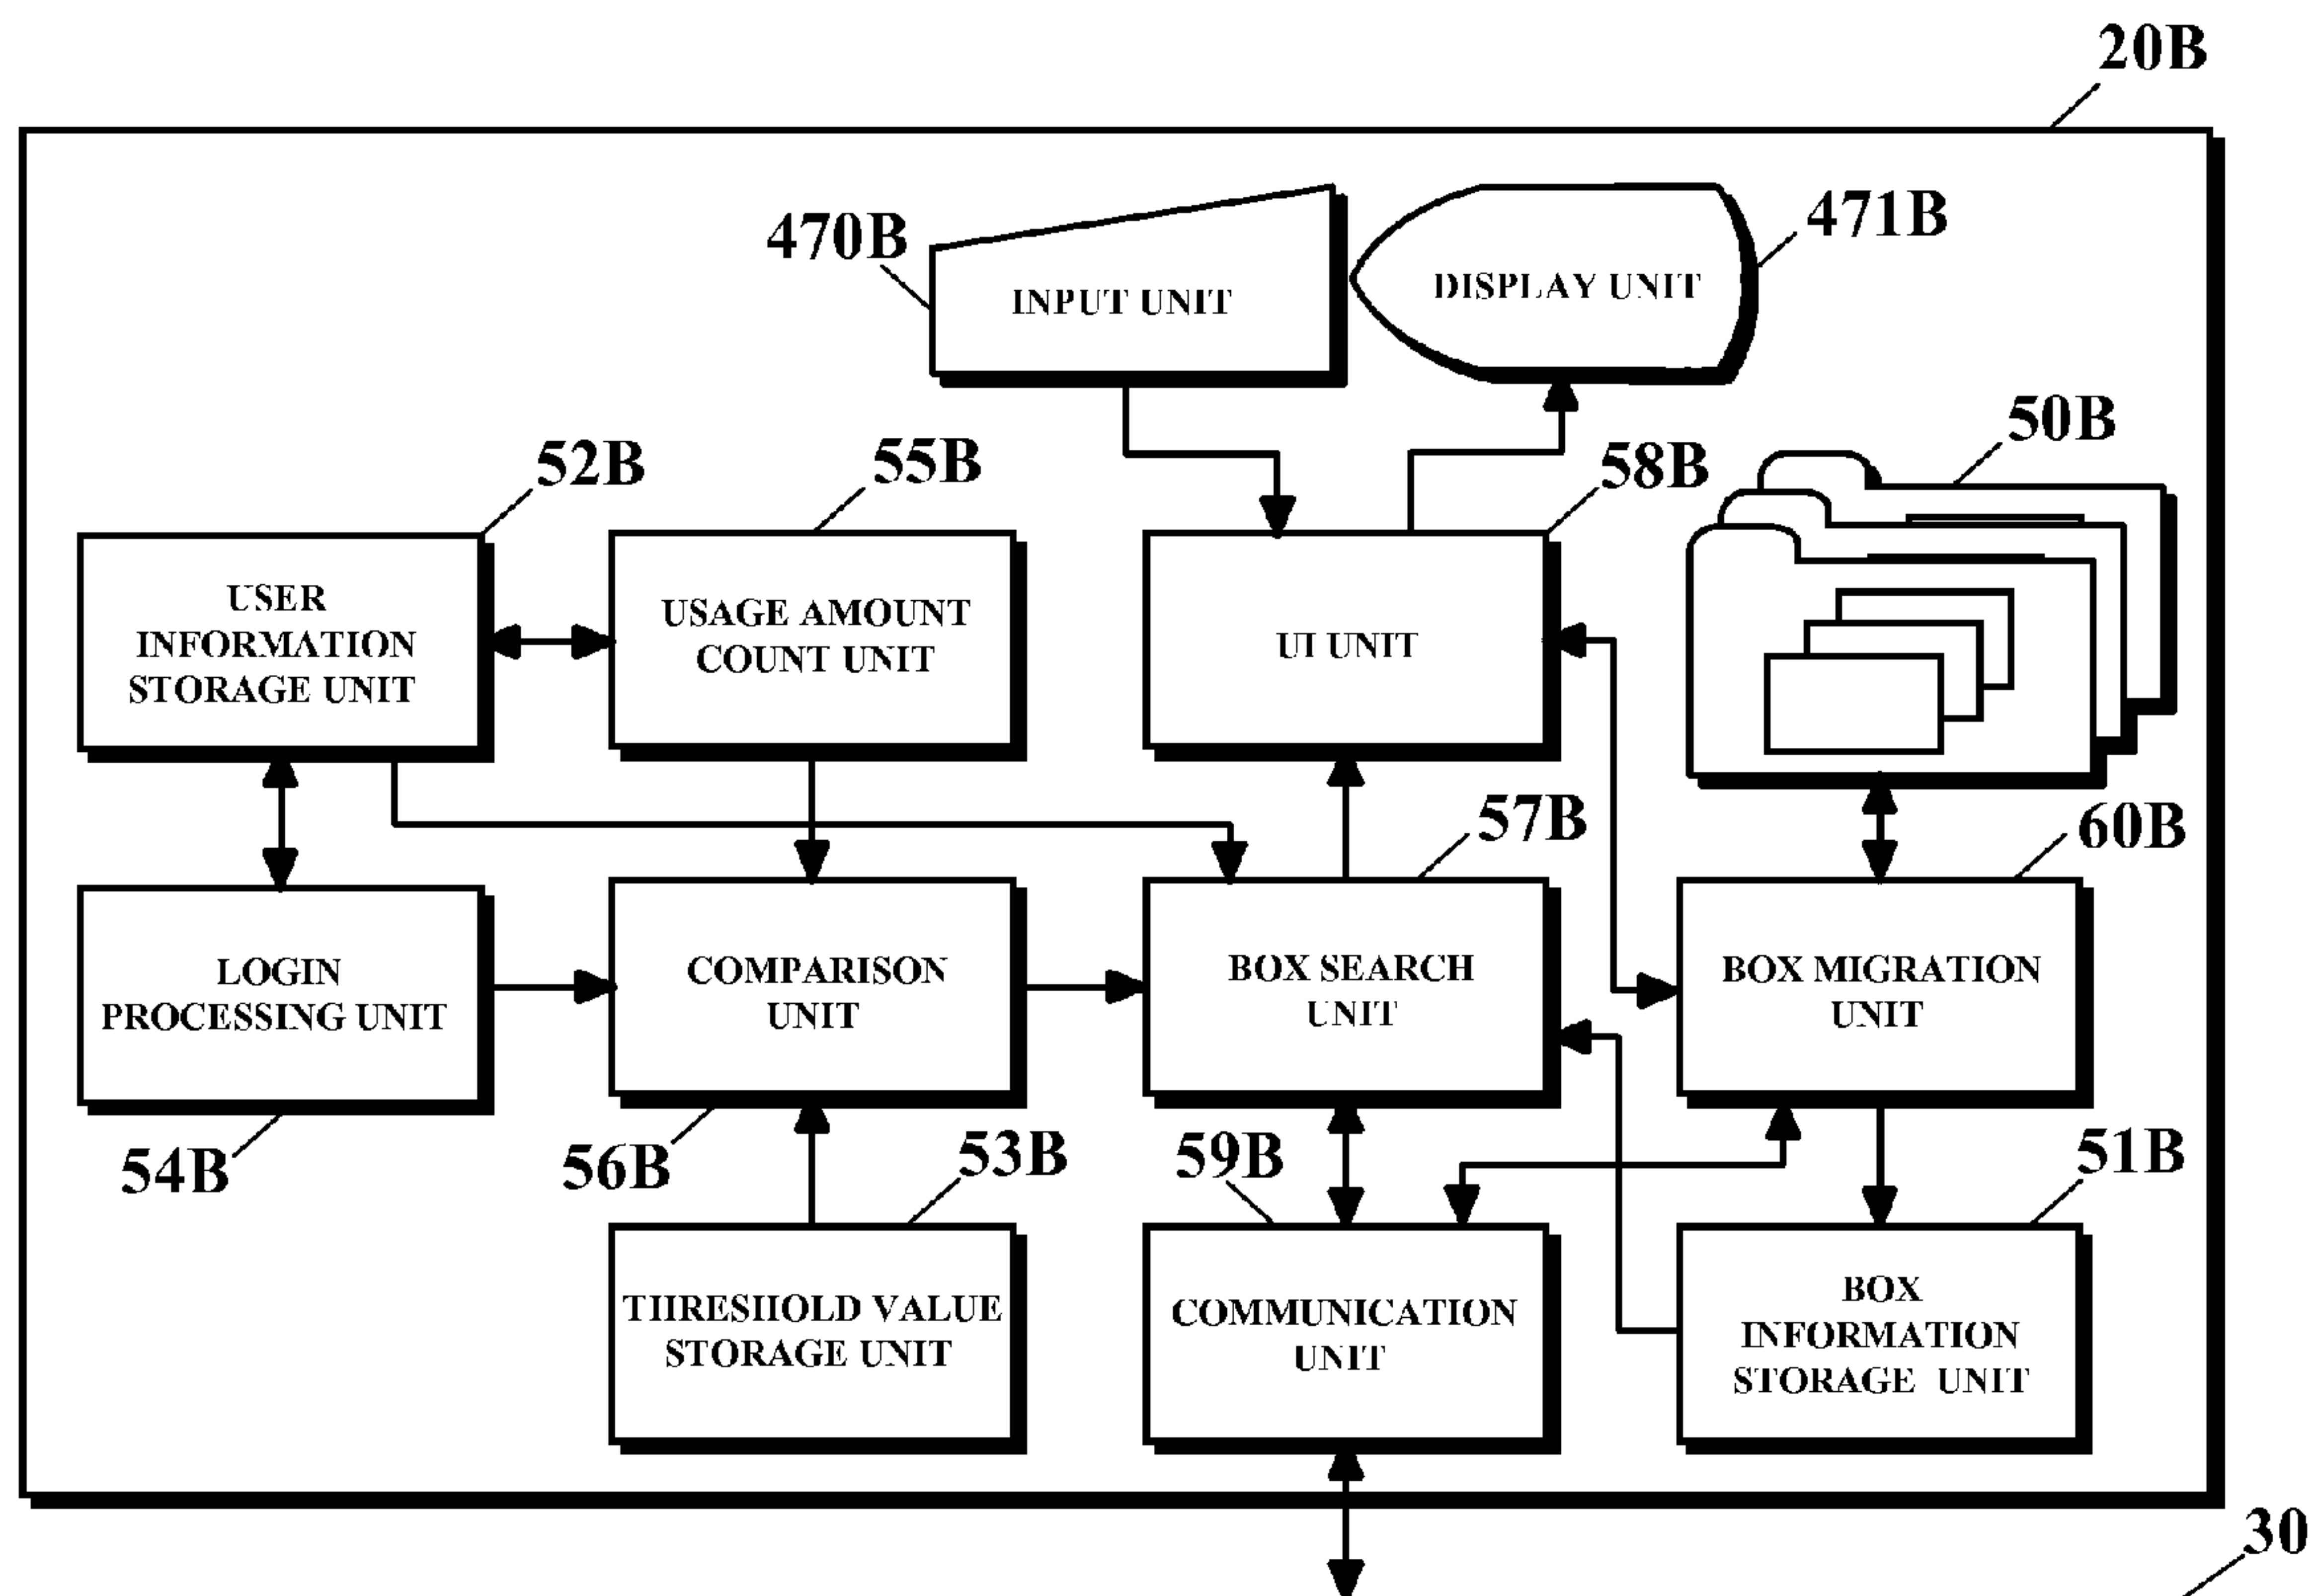 20B
470B
471B
INPUT UNIT
DISPLAY UNIT
50B
52B
55B
58B
USER
INFORMATION
STORAGE UNIT
USAGE AMOUNT
COUNT UNIT
UI UNIT
57B
60B
LOGIN
PROCESSING UNIT
COMPARISON
UNIT
BOX SEARCH
UNIT
BOX MIGRATION
UNIT
54B
56B
53B
59B
51B
THRESHOLD VALUE
STORAGE UNIT
COMMUNICATION
UNIT
BOX
INFORMATION
STORAGE UNIT
30